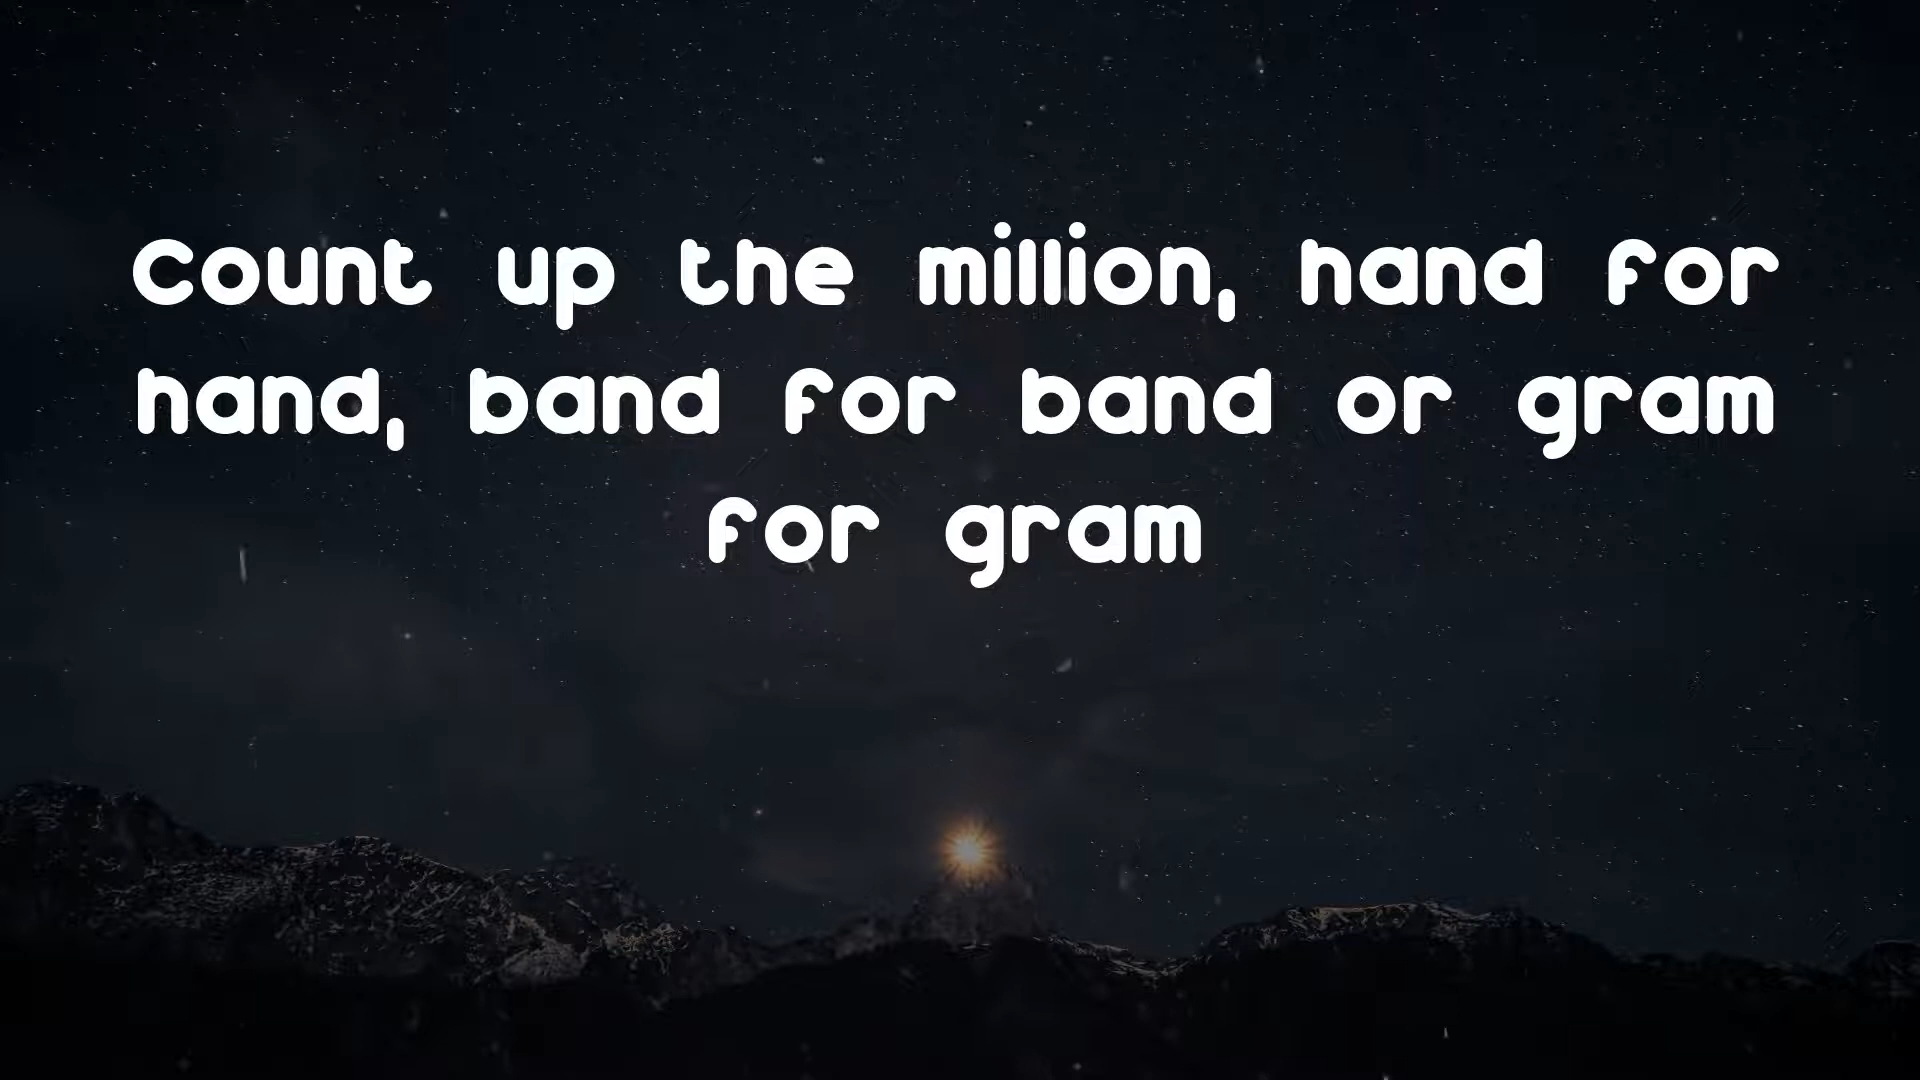 Count up the million, hand for
hand, band for band or gram
for gram